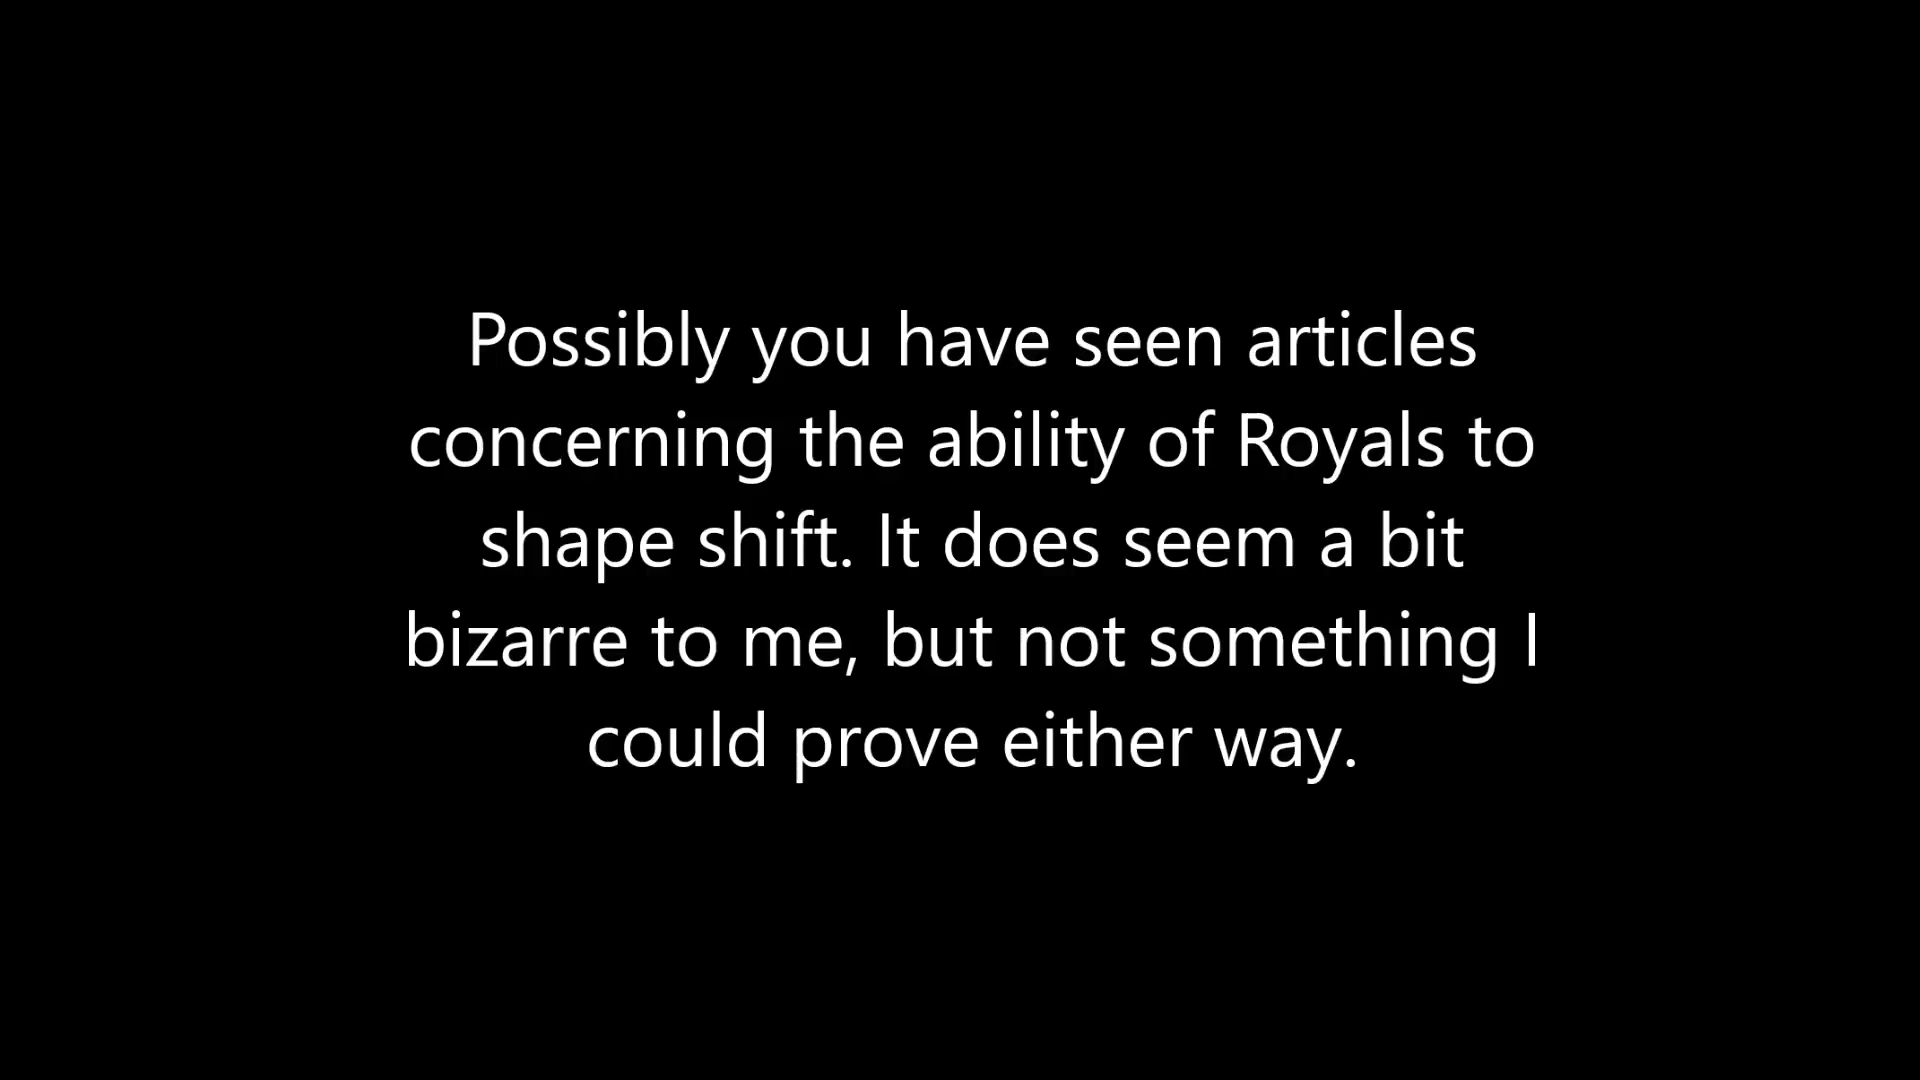 Possibly you have seen articles
concerning the ability of Royals to
shape shift. It does seem a bit
bizarre to me, but not something I
could prove either way.